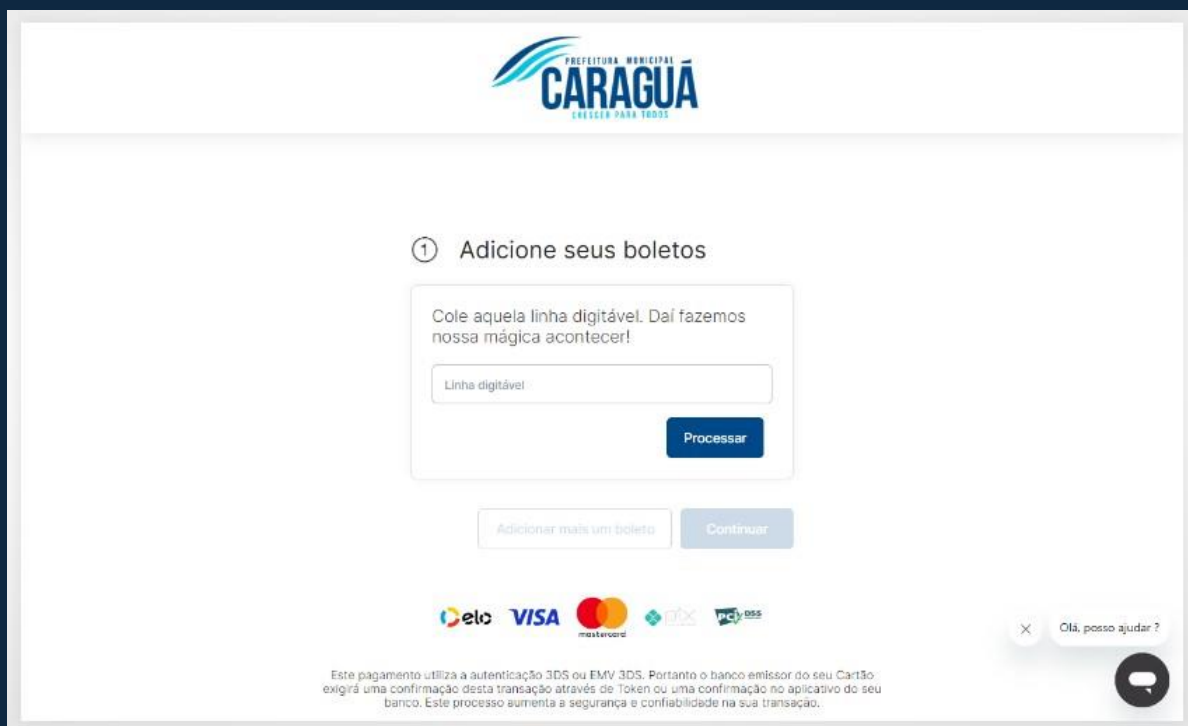 PREFEITURA MUNICIPAL
CARAGUÁ
CRESCER PARA TODOS
1 Adicione seus boletos
Cole aquela linha digitável. Daí fazemos
nossa mágica acontecer!
Linha digitável
Processar
Adicionar mais um boleto Continuar
elo VISA mastercard pix PCI DSS
Olá, posso ajudar ?
Este pagamento utiliza a autenticação 3DS ou EMV 3DS. Portanto o banco emissor do seu Cartão
exigirá uma confirmação desta transação através de Token ou uma confirmação no aplicativo do seu
banco. Este processo aumenta a segurança e confiabilidade na sua transação.